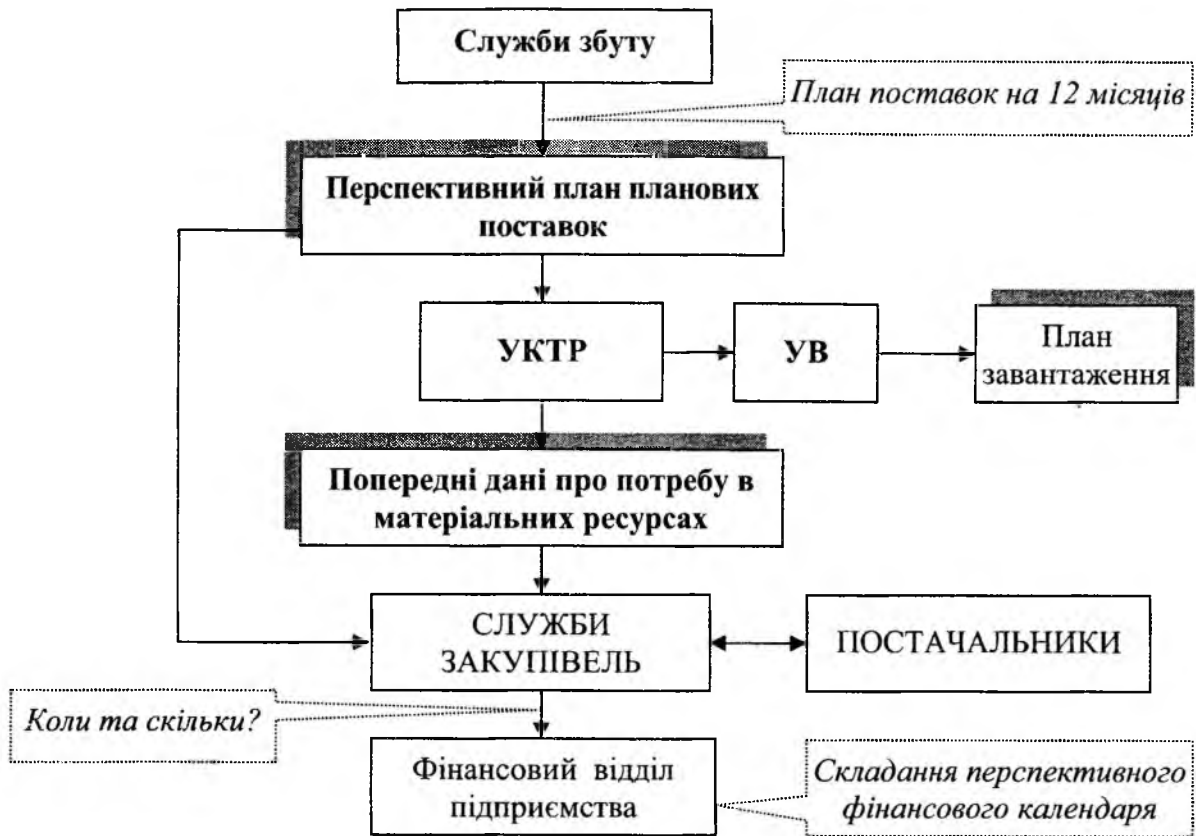 Служби збуту
План поставок на 12 місяців
Перспективний план планових
поставок
УКТР
УВ
План
завантаження
Попередні дані про потребу в
матеріальних ресурсах
СЛУЖБИ
ЗАКУПІВЕЛЬ
ПОСТАЧАЛЬНИКИ
Коли та скільки?
Фінансовий відділ
підприємства
Складання перспективного
фінансового календаря